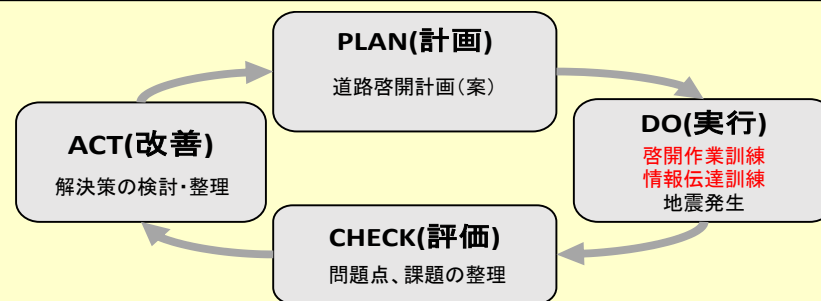 PLAN(計画)
道路啓開計画(案)
DO(実行)
啓開作業訓練
情報伝達訓練
地震発生
CHECK(評価)
問題点、課題の整理
ACT(改善)
解決策の検討・整理